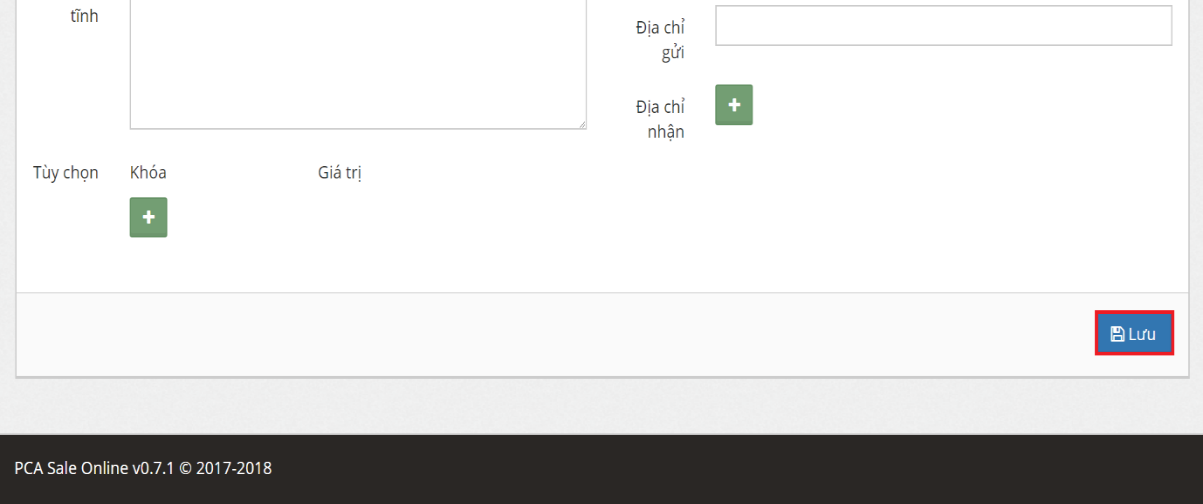 tĩnh
Địa chỉ
gửi
Địa chỉ
nhận
Tùy chọn Khóa Giá trị
Lưu
PCA Sale Online v0.7.1 © 2017-2018